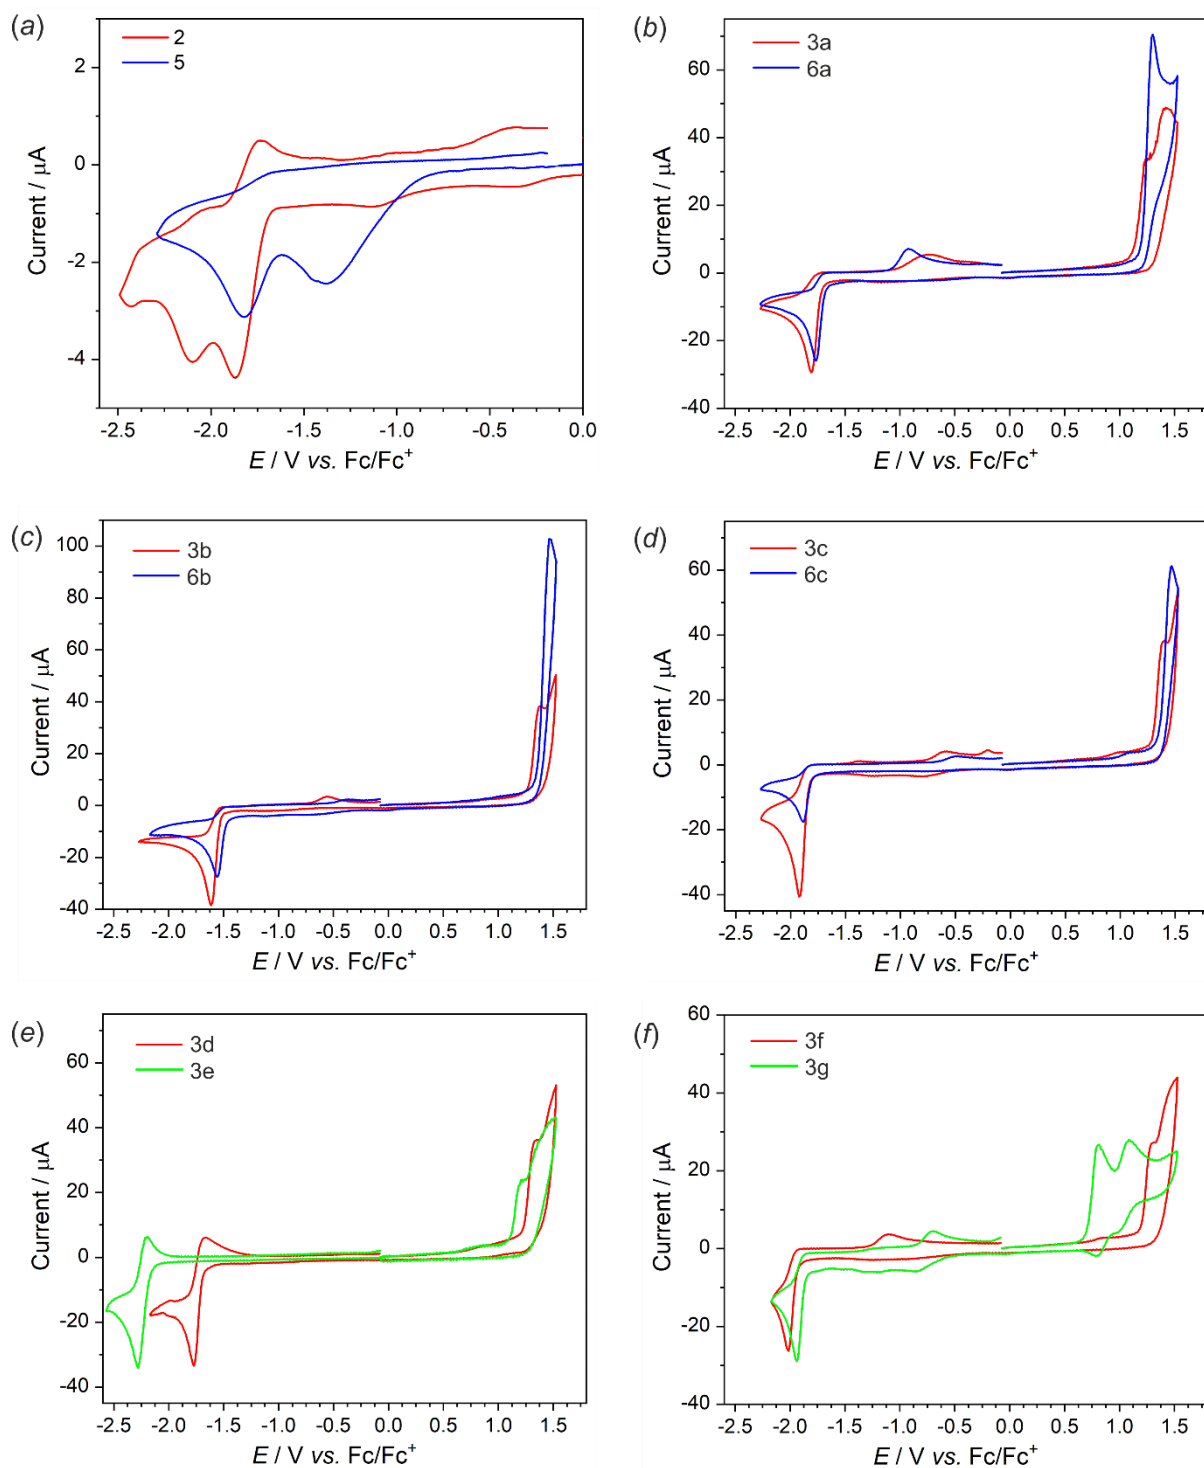 (a)
2
5
2
0
-2
-4
Current / μA
-2.5 -2.0 -1.5 -1.0 -0.5 0.0
E / V vs. Fc/Fc⁺
(b)
3a
6a
60
40
20
0
-20
-40
Current / μA
-2.5 -2.0 -1.5 -1.0 -0.5 0.0 0.5 1.0 1.5
E / V vs. Fc/Fc⁺
(c)
3b
6b
100
80
60
40
20
0
-20
-40
Current / μA
-2.5 -2.0 -1.5 -1.0 -0.5 0.0 0.5 1.0 1.5
E / V vs. Fc/Fc⁺
(d)
3c
6c
60
40
20
0
-20
-40
Current / μA
-2.5 -2.0 -1.5 -1.0 -0.5 0.0 0.5 1.0 1.5
E / V vs. Fc/Fc⁺
(e)
3d
3e
60
40
20
0
-20
-40
Current / μA
-2.5 -2.0 -1.5 -1.0 -0.5 0.0 0.5 1.0 1.5
E / V vs. Fc/Fc⁺
(f)
3f
3g
60
40
20
0
-20
-40
Current / μA
-2.5 -2.0 -1.5 -1.0 -0.5 0.0 0.5 1.0 1.5
E / V vs. Fc/Fc⁺